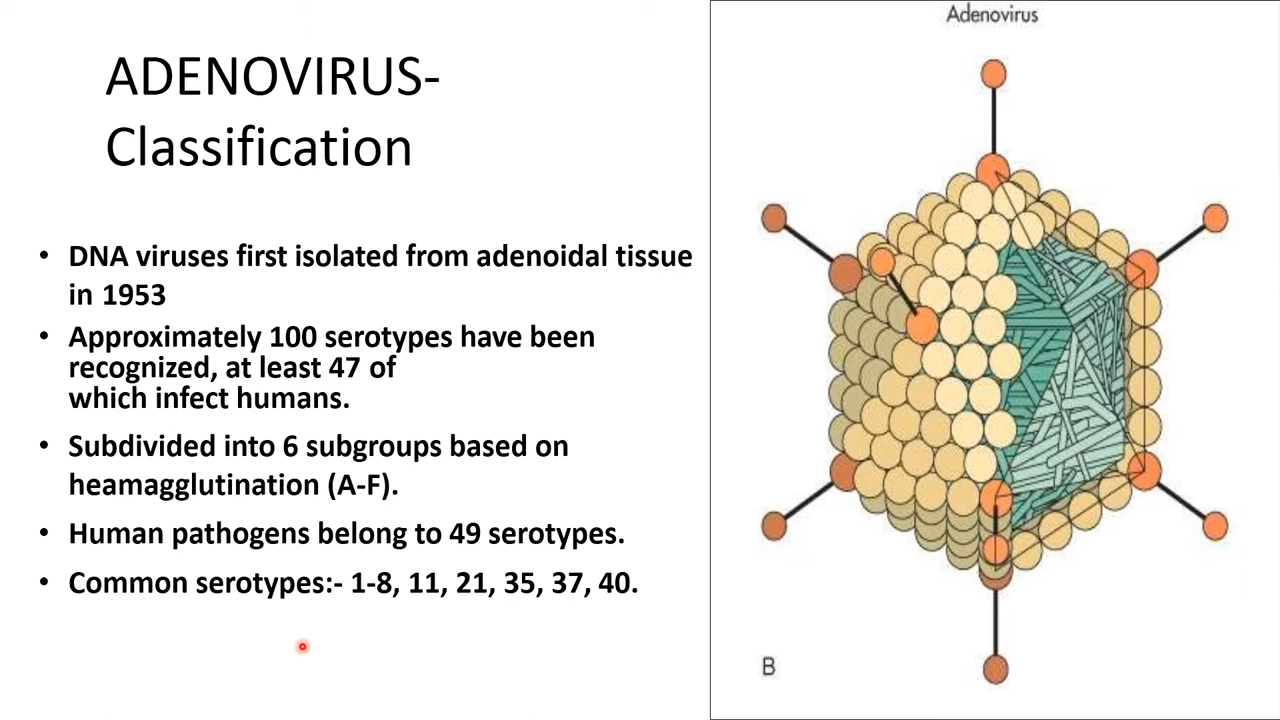 ADENOVIRUS-
Classification
• DNA viruses first isolated from adenoidal tissue
in 1953
• Approximately 100 serotypes have been
recognized, at least 47 of
which infect humans.
• Subdivided into 6 subgroups based on
heamagglutination (A-F).
• Human pathogens belong to 49 serotypes.
• Common serotypes:- 1-8, 11, 21, 35, 37, 40.
Adenovirus
B